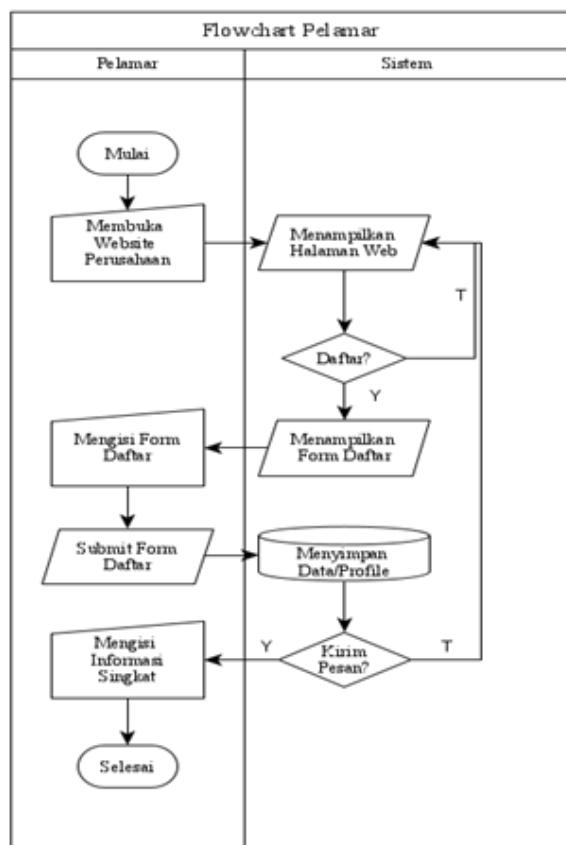 Flowchart Pelamar
Pelamar
Sistem
Mulai
Membuka
Website
Perusahaan
Menampilkan
Halaman Web
T
Daftar?
Y
Menampilkan
Form Daftar
Mengisi Form
Daftar
Submit Form
Daftar
Menyimpan
Data/Profile
Kirim
Pesan?
Y
T
Mengisi
Informasi
Singkat
Selesai